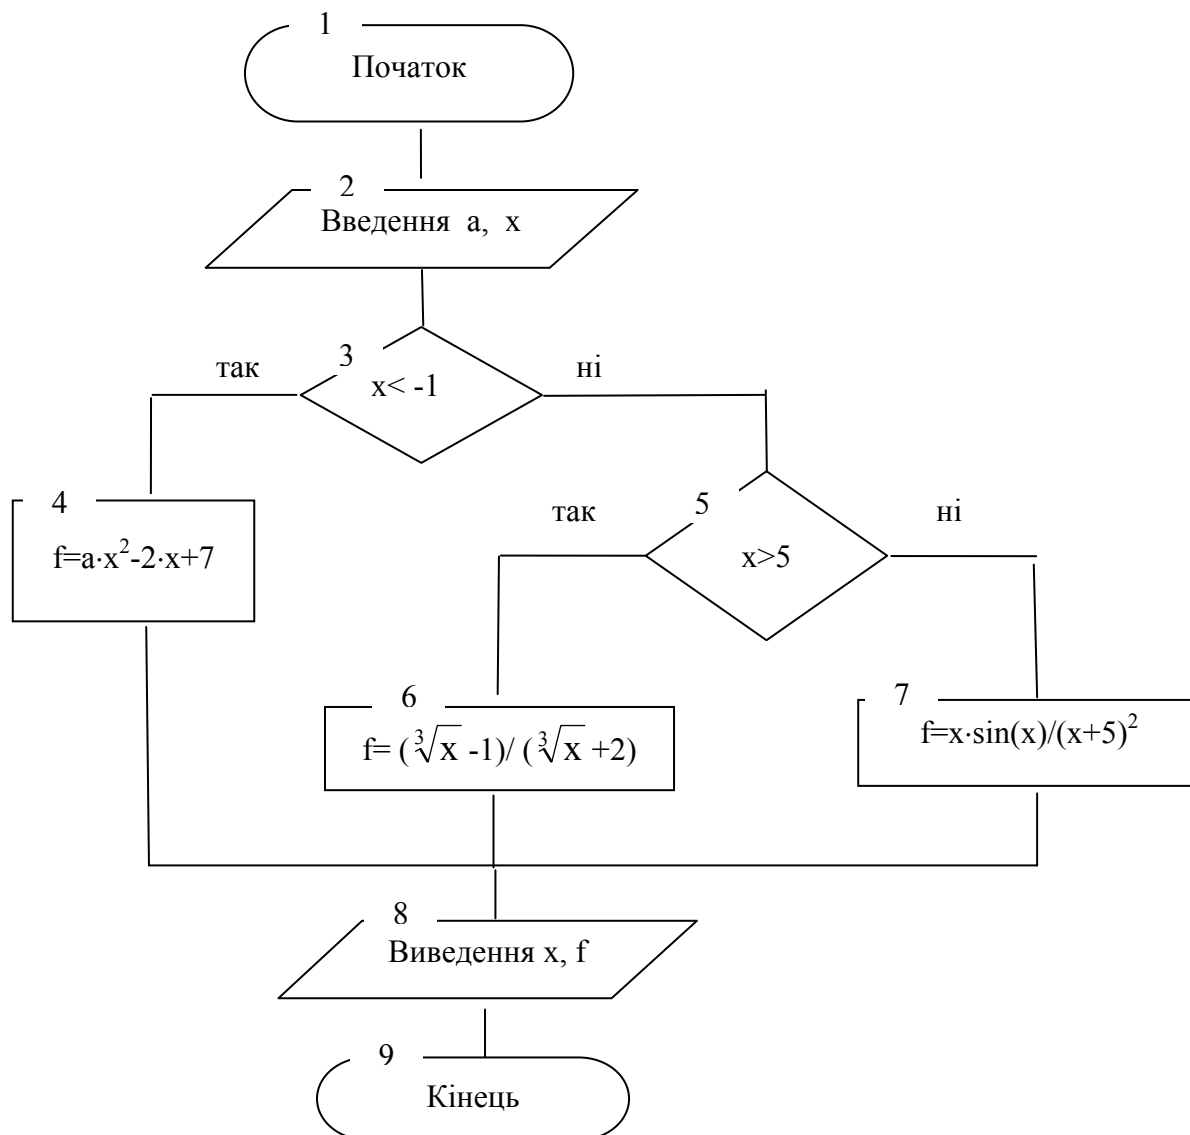 1
Початок
2
Введення a, x
3
так
ні
x< -1
4
5
так
ні
f=a·x²-2·x+7
x>5
6
7
f= (∛x -1)/ (∛x +2)
f=x·sin(x)/(x+5)²
8
Виведення x, f
9
Кінець